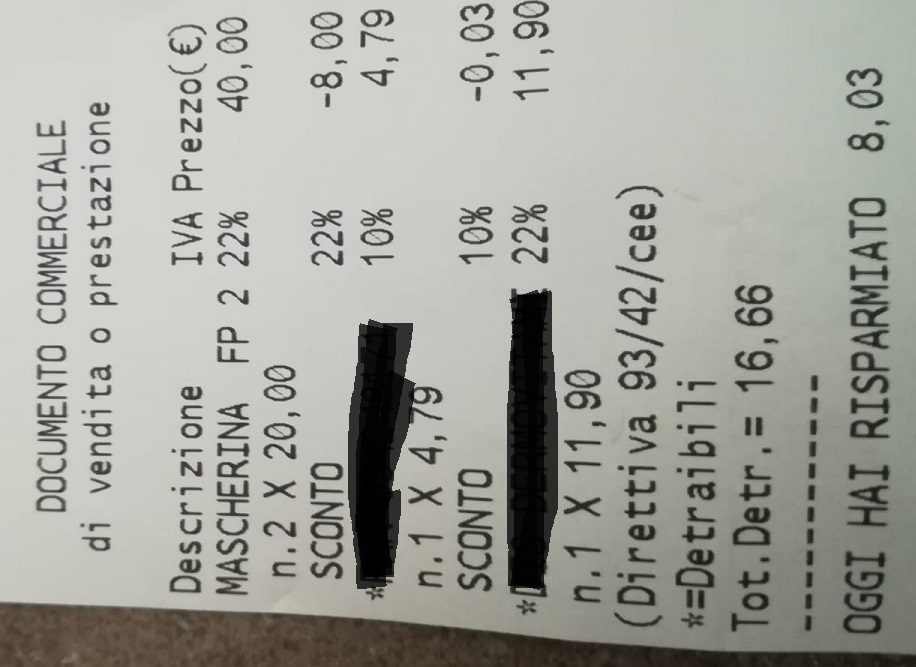 DOCUMENTO COMMERCIALE
di vendita o prestazione
Descrizione IVA Prezzo(€)
MASCHERINA FP 2 22% 40,00
n.2 X 20,00
SCONTO 22% -8,00
* 10% 4,79
n.1 X 4,79
SCONTO 10% -0,03
* 22% 11,90
n.1 X 11,90
(Direttiva 93/42/cee)
*=Detraibili
Tot.Detr.= 16,66
-------------
OGGI HAI RISPARMIATO 8,03